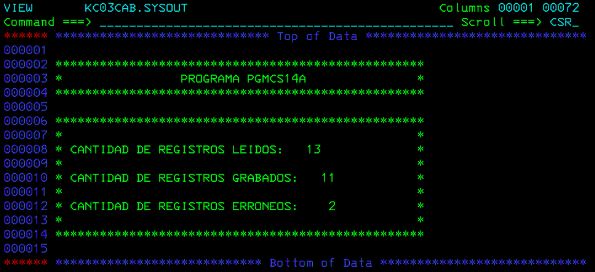 VIEW KC03CAB.SYSOUT Columns 00001 00072
Command ===> ________________________________________________ Scroll ===> CSR_
****** ***************************** Top of Data ******************************
000001
000002 **************************************************
000003 * PROGRAMA PGMCS14A *
000004 **************************************************
000005
000006 **************************************************
000007 * *
000008 * CANTIDAD DE REGISTROS LEIDOS: 13 *
000009 * *
000010 * CANTIDAD DE REGISTROS GRABADOS: 11 *
000011 * *
000012 * CANTIDAD DE REGISTROS ERRONEOS: 2 *
000013 * *
000014 **************************************************
000015
****** **************************** Bottom of Data ****************************